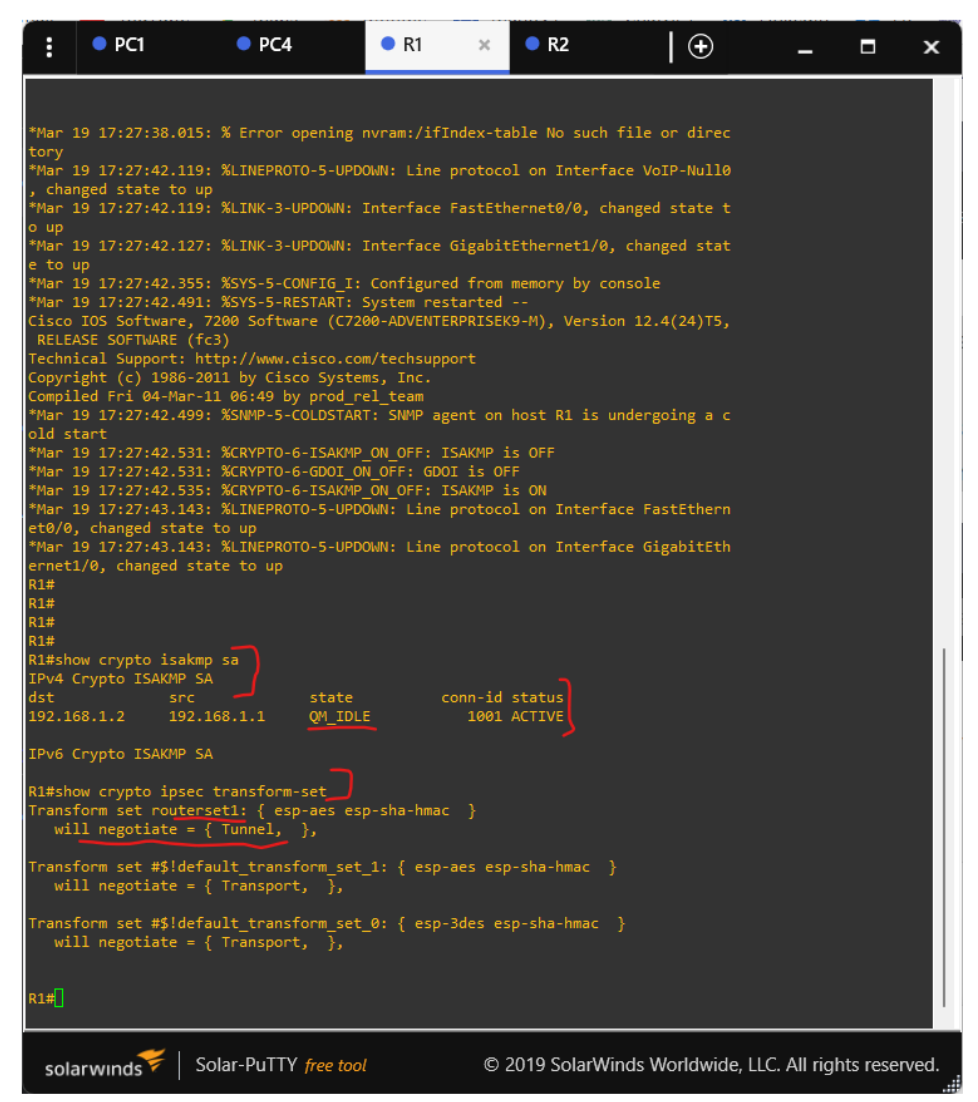 PC1 PC4 R1 R2
*Mar 19 17:27:38.015: % Error opening nvram:/ifIndex-table No such file or direc
tory
*Mar 19 17:27:42.119: %LINEPROTO-5-UPDOWN: Line protocol on Interface VoIP-Null0
, changed state to up
*Mar 19 17:27:42.119: %LINK-3-UPDOWN: Interface FastEthernet0/0, changed state t
o up
*Mar 19 17:27:42.127: %LINK-3-UPDOWN: Interface GigabitEthernet1/0, changed stat
e to up
*Mar 19 17:27:42.355: %SYS-5-CONFIG_I: Configured from memory by console
*Mar 19 17:27:42.491: %SYS-5-RESTART: System restarted --
Cisco IOS Software, 7200 Software (C7200-ADVENTERPRISEK9-M), Version 12.4(24)T5,
 RELEASE SOFTWARE (fc3)
Technical Support: http://www.cisco.com/techsupport
Copyright (c) 1986-2011 by Cisco Systems, Inc.
Compiled Fri 04-Mar-11 06:49 by prod_rel_team
*Mar 19 17:27:42.499: %SNMP-5-COLDSTART: SNMP agent on host R1 is undergoing a c
old start
*Mar 19 17:27:42.531: %CRYPTO-6-ISAKMP_ON_OFF: ISAKMP is OFF
*Mar 19 17:27:42.531: %CRYPTO-6-GDOI_ON_OFF: GDOI is OFF
*Mar 19 17:27:42.535: %CRYPTO-6-ISAKMP_ON_OFF: ISAKMP is ON
*Mar 19 17:27:43.143: %LINEPROTO-5-UPDOWN: Line protocol on Interface FastEthern
et0/0, changed state to up
*Mar 19 17:27:43.143: %LINEPROTO-5-UPDOWN: Line protocol on Interface GigabitEth
ernet1/0, changed state to up
R1#
R1#
R1#
R1#
R1#show crypto isakmp sa
IPv4 Crypto ISAKMP SA
dst src state conn-id status
192.168.1.2 192.168.1.1 QM_IDLE 1001 ACTIVE
IPv6 Crypto ISAKMP SA
R1#show crypto ipsec transform-set
Transform set routerset1: { esp-aes esp-sha-hmac  }
   will negotiate = { Tunnel,  },
Transform set #$!default_transform_set_1: { esp-aes esp-sha-hmac  }
   will negotiate = { Transport,  },
Transform set #$!default_transform_set_0: { esp-3des esp-sha-hmac  }
   will negotiate = { Transport,  },
R1#
solarwinds Solar-PuTTY free tool © 2019 SolarWinds Worldwide, LLC. All rights reserved.